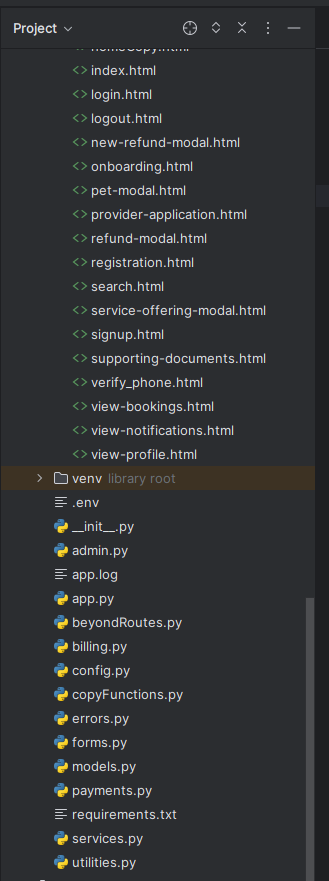 Project
homeCopy.html
index.html
login.html
logout.html
new-refund-modal.html
onboarding.html
pet-modal.html
provider-application.html
refund-modal.html
registration.html
search.html
service-offering-modal.html
signup.html
supporting-documents.html
verify_phone.html
view-bookings.html
view-notifications.html
view-profile.html
venv library root
.env
__init__.py
admin.py
app.log
app.py
beyondRoutes.py
billing.py
config.py
copyFunctions.py
errors.py
forms.py
models.py
payments.py
requirements.txt
services.py
utilities.py